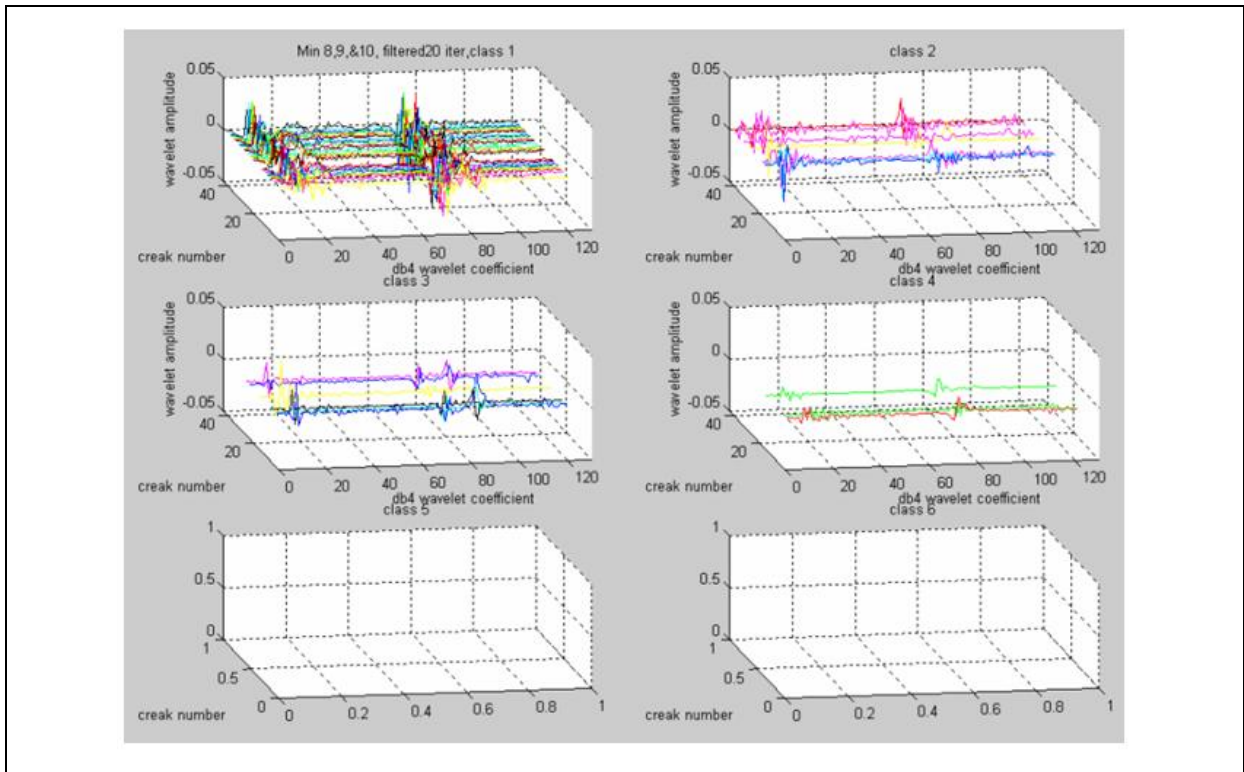 Min 8,9,&10, filtered20 iter,class 1
wavelet amplitude
0.05
0
-0.05
40
20
0
creak number
0 20 40 60 80 100 120
db4 wavelet coefficient
class 2
wavelet amplitude
0.05
0
-0.05
40
20
0
creak number
0 20 40 60 80 100 120
db4 wavelet coefficient
class 3
wavelet amplitude
0.05
0
-0.05
40
20
0
creak number
0 20 40 60 80 100 120
db4 wavelet coefficient
class 4
wavelet amplitude
0.05
0
-0.05
40
20
0
creak number
0 20 40 60 80 100 120
db4 wavelet coefficient
class 5
1
0.5
0
1
0.5
0
creak number
0 0.2 0.4 0.6 0.8 1
class 6
1
0.5
0
1
0.5
0
creak number
0 0.2 0.4 0.6 0.8 1